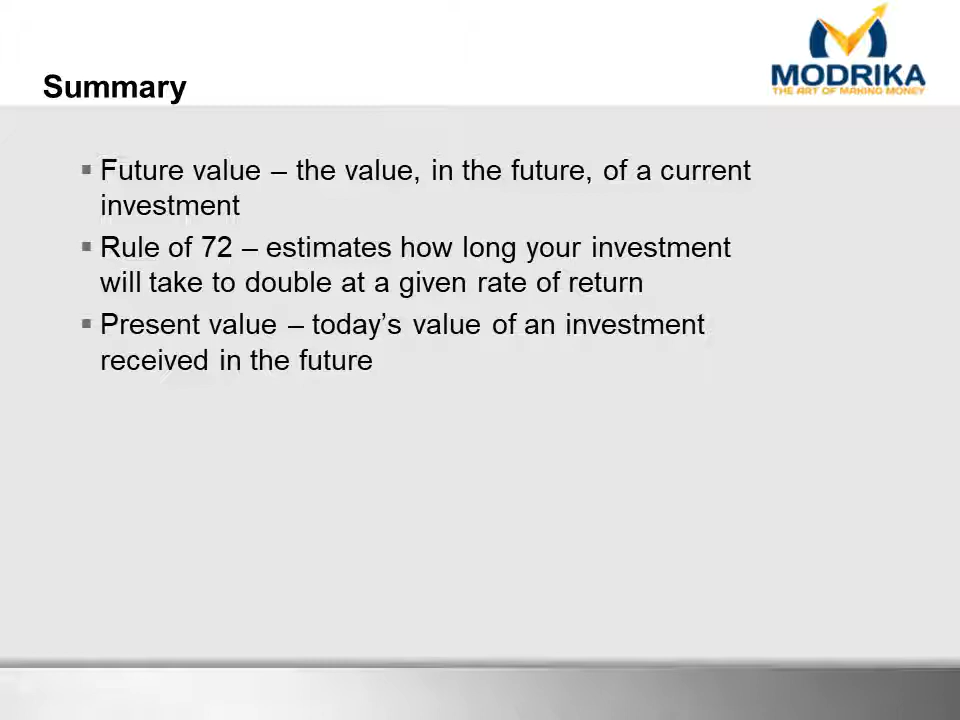 MODRIKA
THE ART OF MAKING MONEY
Summary
▪ Future value – the value, in the future, of a current
investment
▪ Rule of 72 – estimates how long your investment
will take to double at a given rate of return
▪ Present value – today’s value of an investment
received in the future